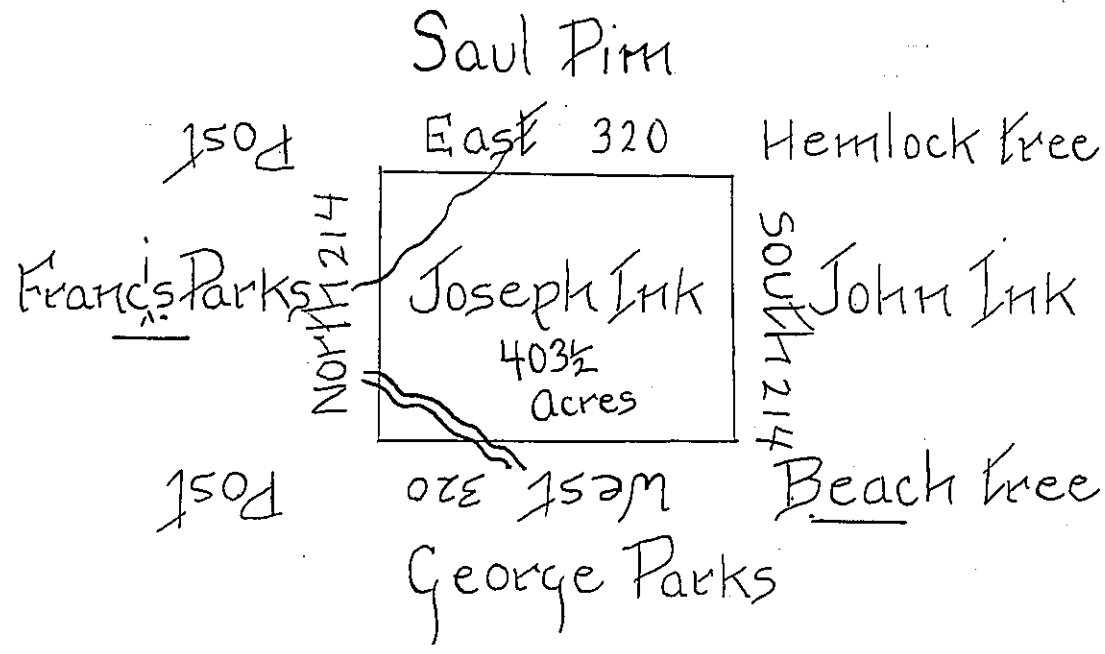 Saul Pim
Post East 320 Hemlock tree
North 214
Francis Parks
Joseph Ink
South 214
John Ink
403½
acres
Post West 320 Beach tree
George Parks